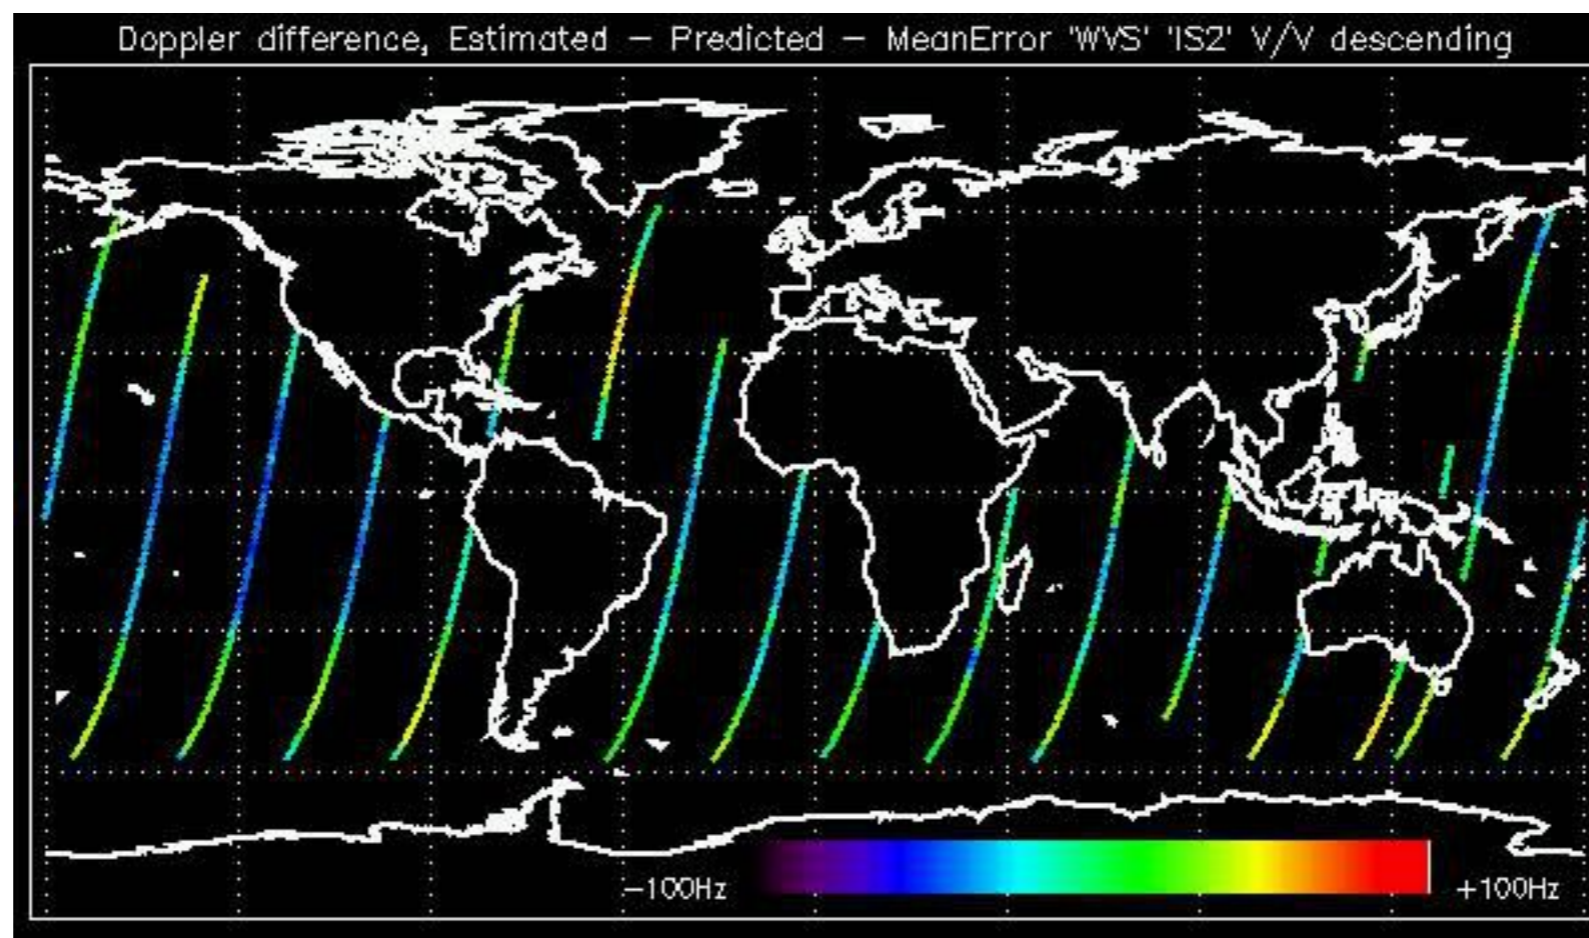 Doppler difference, Estimated – Predicted – MeanError 'WVS' 'IS2' V/V descending
−100Hz +100Hz